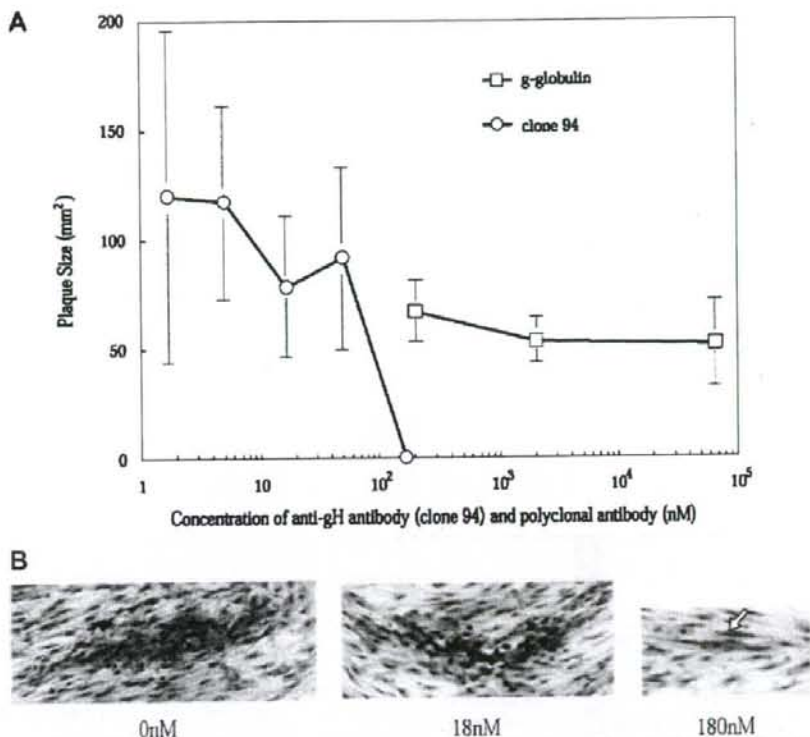 A
200
150
100
50
0
Plaque Size (mm²)
g-globulin
clone 94
1 10 10² 10³ 10⁴ 10⁵
Concentration of anti-gH antibody (clone 94) and polyclonal antibody (nM)
B
0nM 18nM 180nM